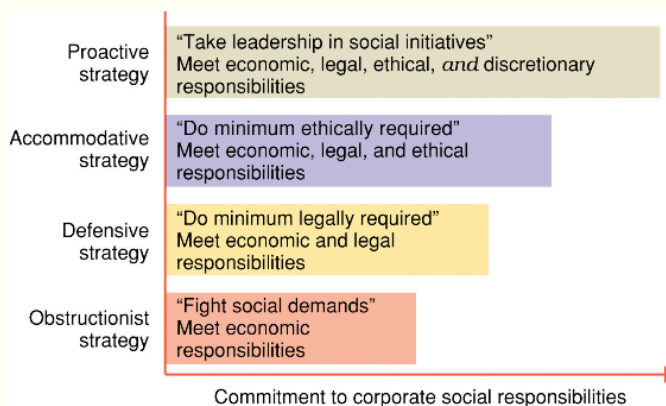 Proactive
strategy
“Take leadership in social initiatives”
Meet economic, legal, ethical, and discretionary
responsibilities
Accommodative
strategy
“Do minimum ethically required”
Meet economic, legal, and ethical
responsibilities
Defensive
strategy
“Do minimum legally required”
Meet economic and legal
responsibilities
Obstructionist
strategy
“Fight social demands”
Meet economic
responsibilities
Commitment to corporate social responsibilities